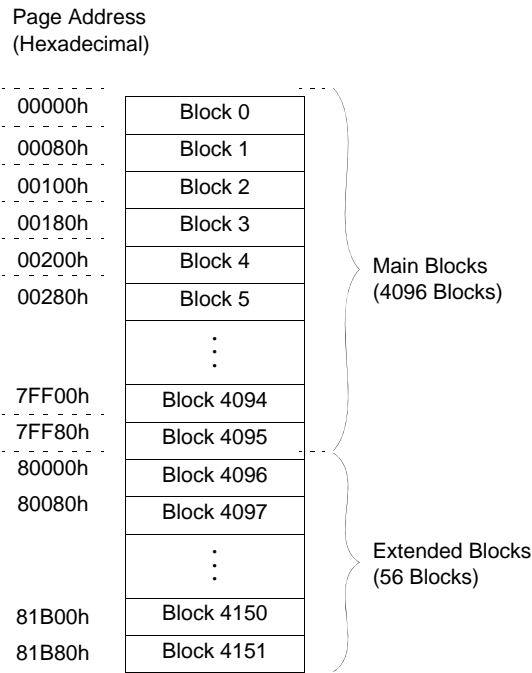 Page Address
(Hexadecimal)
00000h Block 0
00080h Block 1
00100h Block 2
00180h Block 3
00200h Block 4
00280h Block 5
Main Blocks
(4096 Blocks)
7FF00h Block 4094
7FF80h Block 4095
80000h Block 4096
80080h Block 4097
Extended Blocks
(56 Blocks)
81B00h Block 4150
81B80h Block 4151